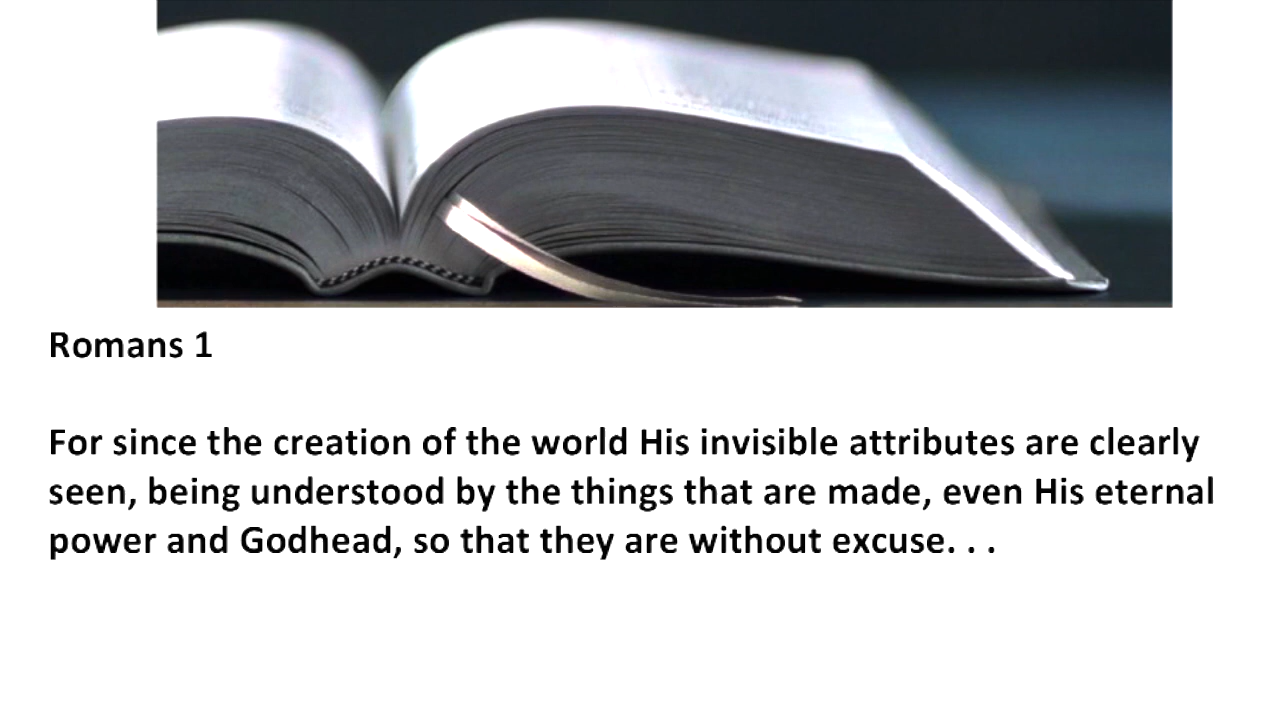 Romans 1
For since the creation of the world His invisible attributes are clearly
seen, being understood by the things that are made, even His eternal
power and Godhead, so that they are without excuse. . .